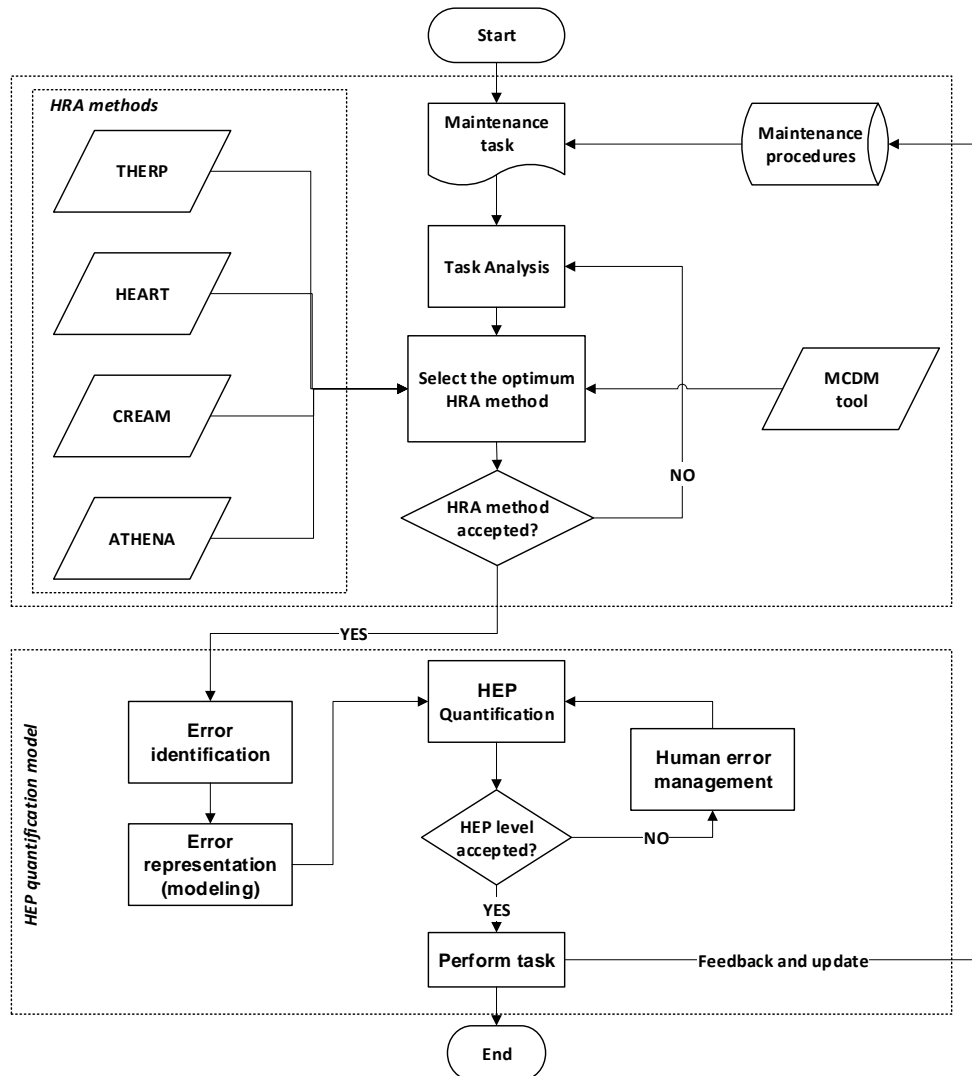 Start
HRA methods
THERP
HEART
CREAM
ATHENA
Maintenance
task
Maintenance
procedures
Task Analysis
Select the optimum
HRA method
MCDM
tool
NO
HRA method
accepted?
YES
HEP quantification model
Error
identification
Error
representation
(modeling)
HEP
Quantification
Human error
management
HEP level
accepted?
NO
YES
Perform task
Feedback and update
End